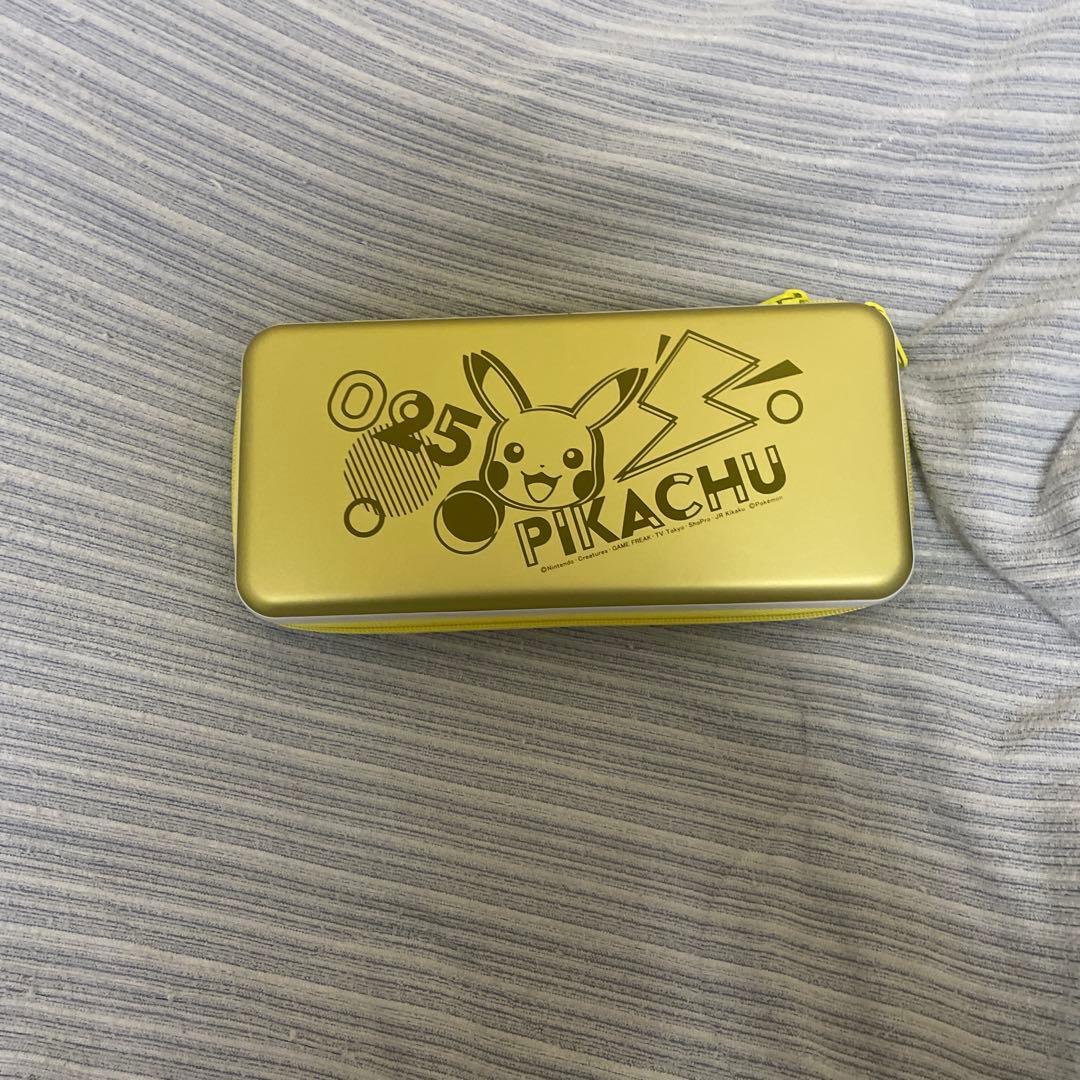 025
PIKACHU
©Nintendo・Creatures・GAME FREAK・TV Tokyo・ShoPro・JR Kikaku ©Pokémon